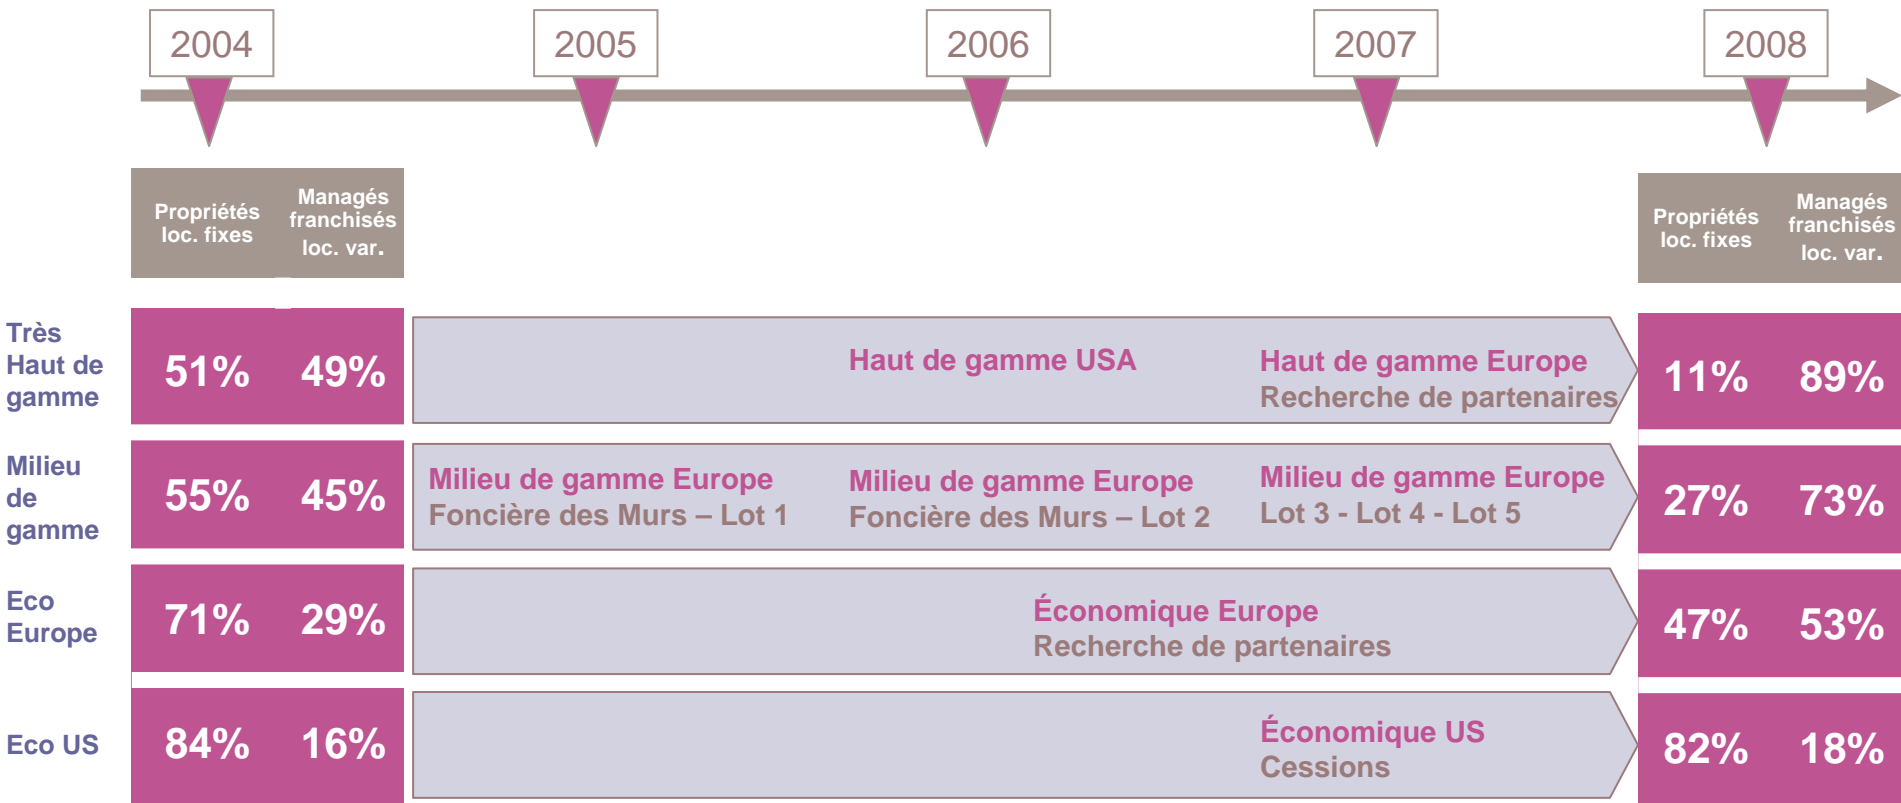 2004
2005
2006
2007
2008
Propriétés
loc. fixes
Managés
franchisés
loc. var.
Propriétés
loc. fixes
Managés
franchisés
loc. var.
Très
Haut de
gamme
51%
49%
Haut de gamme USA
Haut de gamme Europe
Recherche de partenaires
11%
89%
Milieu
de
gamme
55%
45%
Milieu de gamme Europe
Foncière des Murs – Lot 1
Milieu de gamme Europe
Foncière des Murs – Lot 2
Milieu de gamme Europe
Lot 3 - Lot 4 - Lot 5
27%
73%
Eco
Europe
71%
29%
Économique Europe
Recherche de partenaires
47%
53%
Eco US
84%
16%
Économique US
Cessions
82%
18%